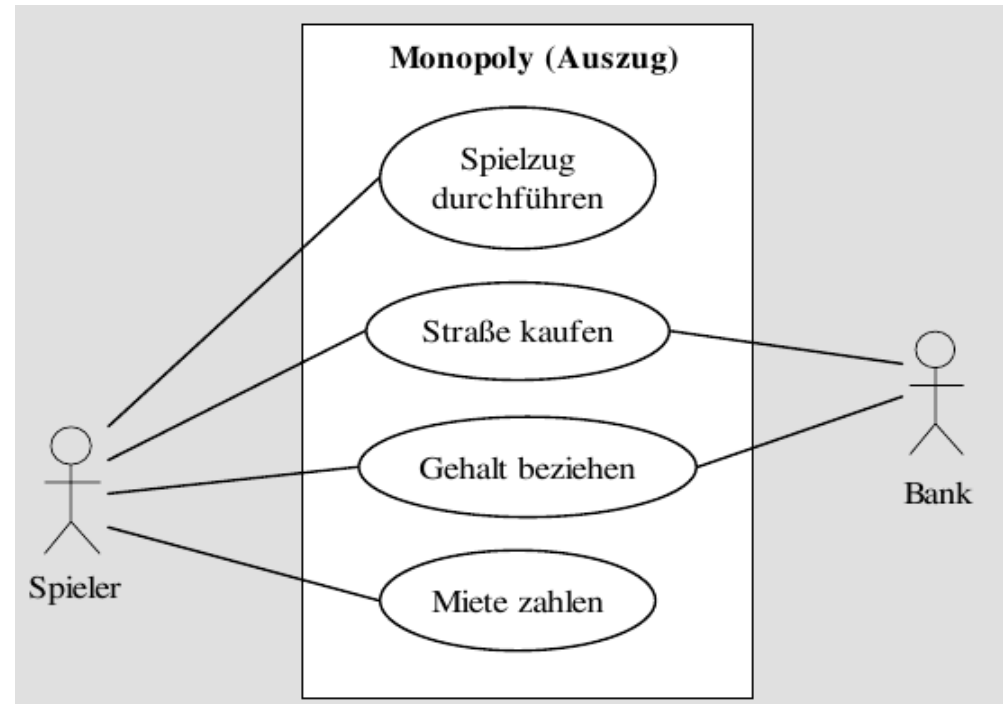 Monopoly (Auszug)
Spielzug
durchführen
Straße kaufen
Gehalt beziehen
Bank
Spieler
Miete zahlen